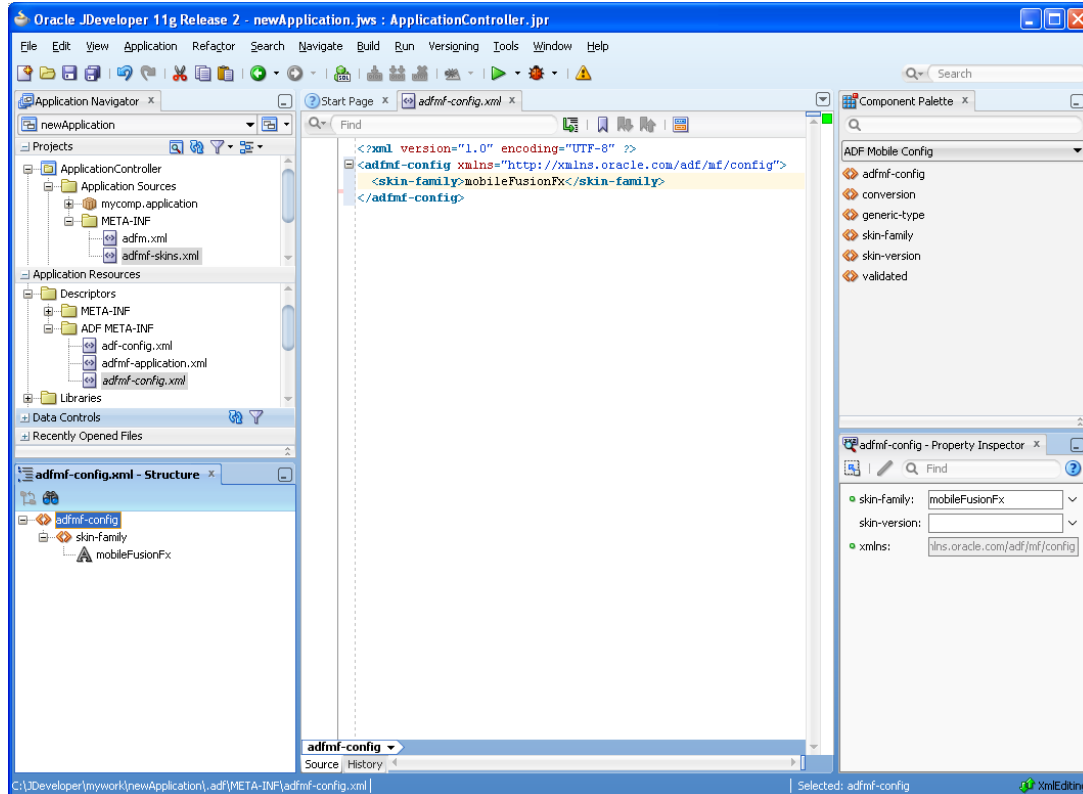 Oracle JDeveloper 11g Release 2 - newApplication.jws : ApplicationController.jpr
File Edit View Application Refactor Search Navigate Build Run Versioning Tools Window Help
Search
Application Navigator
newApplication
Projects
ApplicationController
Application Sources
mycomp.application
META-INF
adfm.xml
adfmf-skins.xml
Application Resources
Descriptors
META-INF
ADF META-INF
adf-config.xml
adfmf-application.xml
adfmf-config.xml
Libraries
Data Controls
Recently Opened Files
adfmf-config.xml - Structure
adfmf-config
skin-family
mobileFusionFx
Start Page adfmf-config.xml
Find
<?xml version="1.0" encoding="UTF-8" ?>
<adfmf-config xmlns="http://xmlns.oracle.com/adf/mf/config">
<skin-family>mobileFusionFx</skin-family>
</adfmf-config>
adfmf-config
Source History
Component Palette
ADF Mobile Config
adfmf-config
conversion
generic-type
skin-family
skin-version
validated
adfmf-config - Property Inspector
Find
skin-family: mobileFusionFx
skin-version:
xmlns: lns.oracle.com/adf/mf/config
C:\JDeveloper\mywork\newApplication\.adf\META-INF\adfmf-config.xml
Selected: adfmf-config
XmlEditing